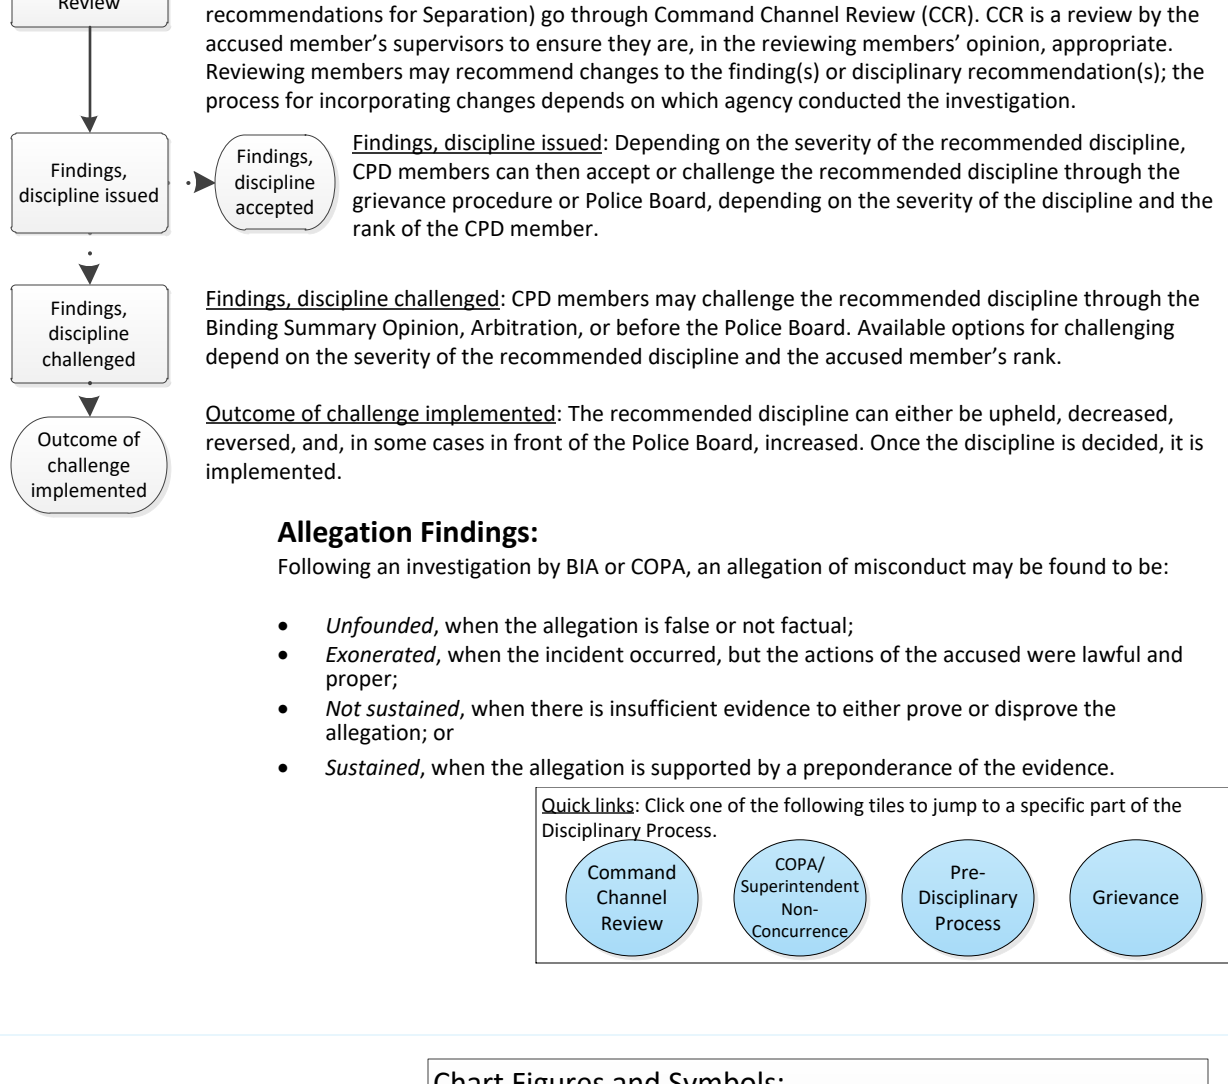 Review
recommendations for Separation) go through Command Channel Review (CCR). CCR is a review by the
accused member's supervisors to ensure they are, in the reviewing members' opinion, appropriate.
Reviewing members may recommend changes to the finding(s) or disciplinary recommendation(s); the
process for incorporating changes depends on which agency conducted the investigation.
Findings,
discipline issued
Findings,
discipline
accepted
Findings, discipline issued: Depending on the severity of the recommended discipline,
CPD members can then accept or challenge the recommended discipline through the
grievance procedure or Police Board, depending on the severity of the discipline and the
rank of the CPD member.
Findings,
discipline
challenged
Findings, discipline challenged: CPD members may challenge the recommended discipline through the
Binding Summary Opinion, Arbitration, or before the Police Board. Available options for challenging
depend on the severity of the recommended discipline and the accused member's rank.
Outcome of
challenge
implemented
Outcome of challenge implemented: The recommended discipline can either be upheld, decreased,
reversed, and, in some cases in front of the Police Board, increased. Once the discipline is decided, it is
implemented.
Allegation Findings:
Following an investigation by BIA or COPA, an allegation of misconduct may be found to be:
• Unfounded, when the allegation is false or not factual;
• Exonerated, when the incident occurred, but the actions of the accused were lawful and
proper;
• Not sustained, when there is insufficient evidence to either prove or disprove the
allegation; or
• Sustained, when the allegation is supported by a preponderance of the evidence.
Quick links: Click one of the following tiles to jump to a specific part of the
Disciplinary Process.
Command
Channel
Review
COPA/
Superintendent
Non-
Concurrence
Pre-
Disciplinary
Process
Grievance
Chart Figures and Symbols: